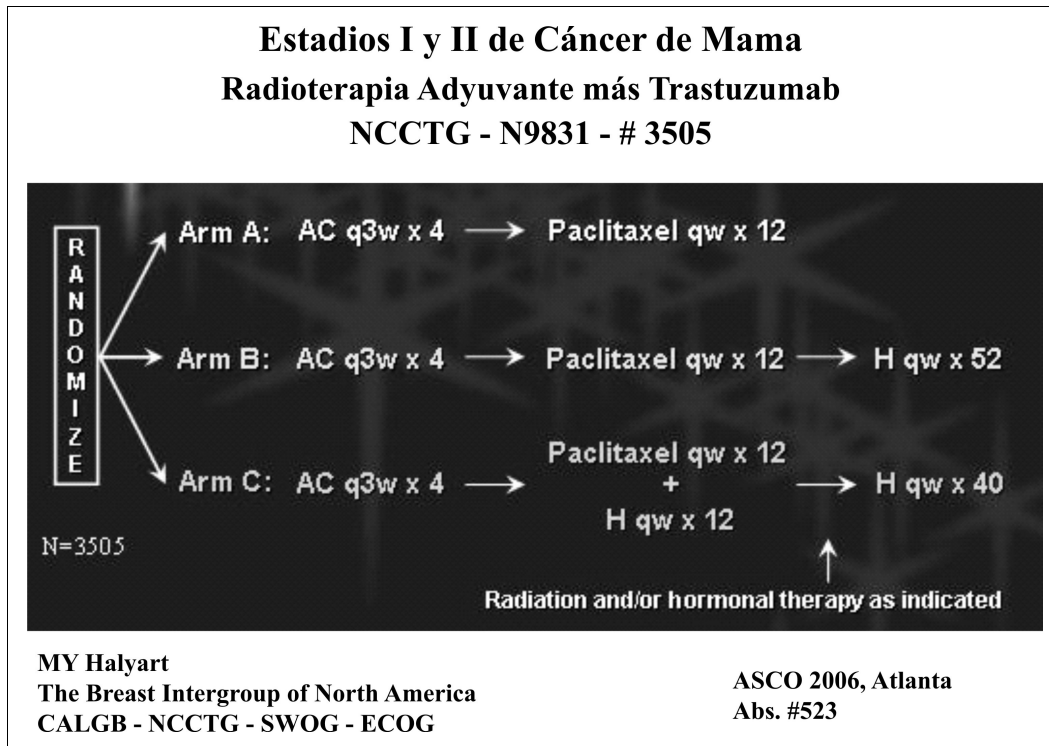 Estadios I y II de Cáncer de Mama
Radioterapia Adyuvante más Trastuzumab
NCCTG - N9831 - # 3505
RANDOMIZE
Arm A: AC q3w x 4 → Paclitaxel qw x 12
Arm B: AC q3w x 4 → Paclitaxel qw x 12 → H qw x 52
Arm C: AC q3w x 4 → Paclitaxel qw x 12 + H qw x 12 → H qw x 40
N=3505
Radiation and/or hormonal therapy as indicated
MY Halyart
The Breast Intergroup of North America
CALGB - NCCTG - SWOG - ECOG
ASCO 2006, Atlanta
Abs. #523